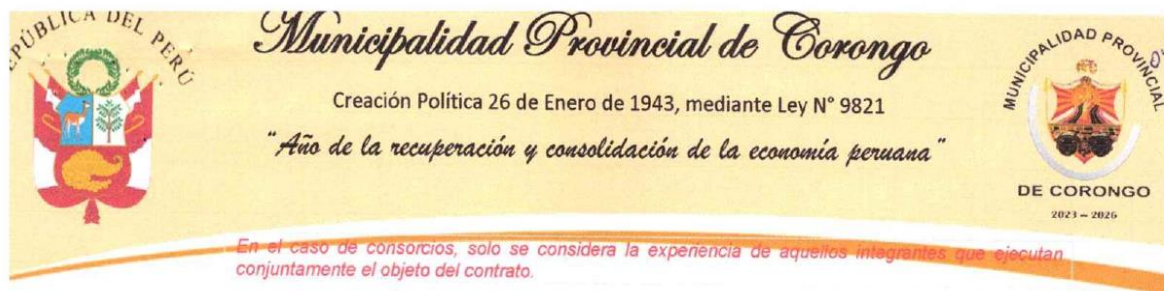 REPÚBLICA DEL PERÚ
Municipalidad Provincial de Corongo
Creación Política 26 de Enero de 1943, mediante Ley N° 9821
"Año de la recuperación y consolidación de la economía peruana"
MUNICIPALIDAD PROVINCIAL
DE CORONGO
2023 – 2026
En el caso de consorcios, solo se considera la experiencia de aquellos integrantes que ejecutan
conjuntamente el objeto del contrato.